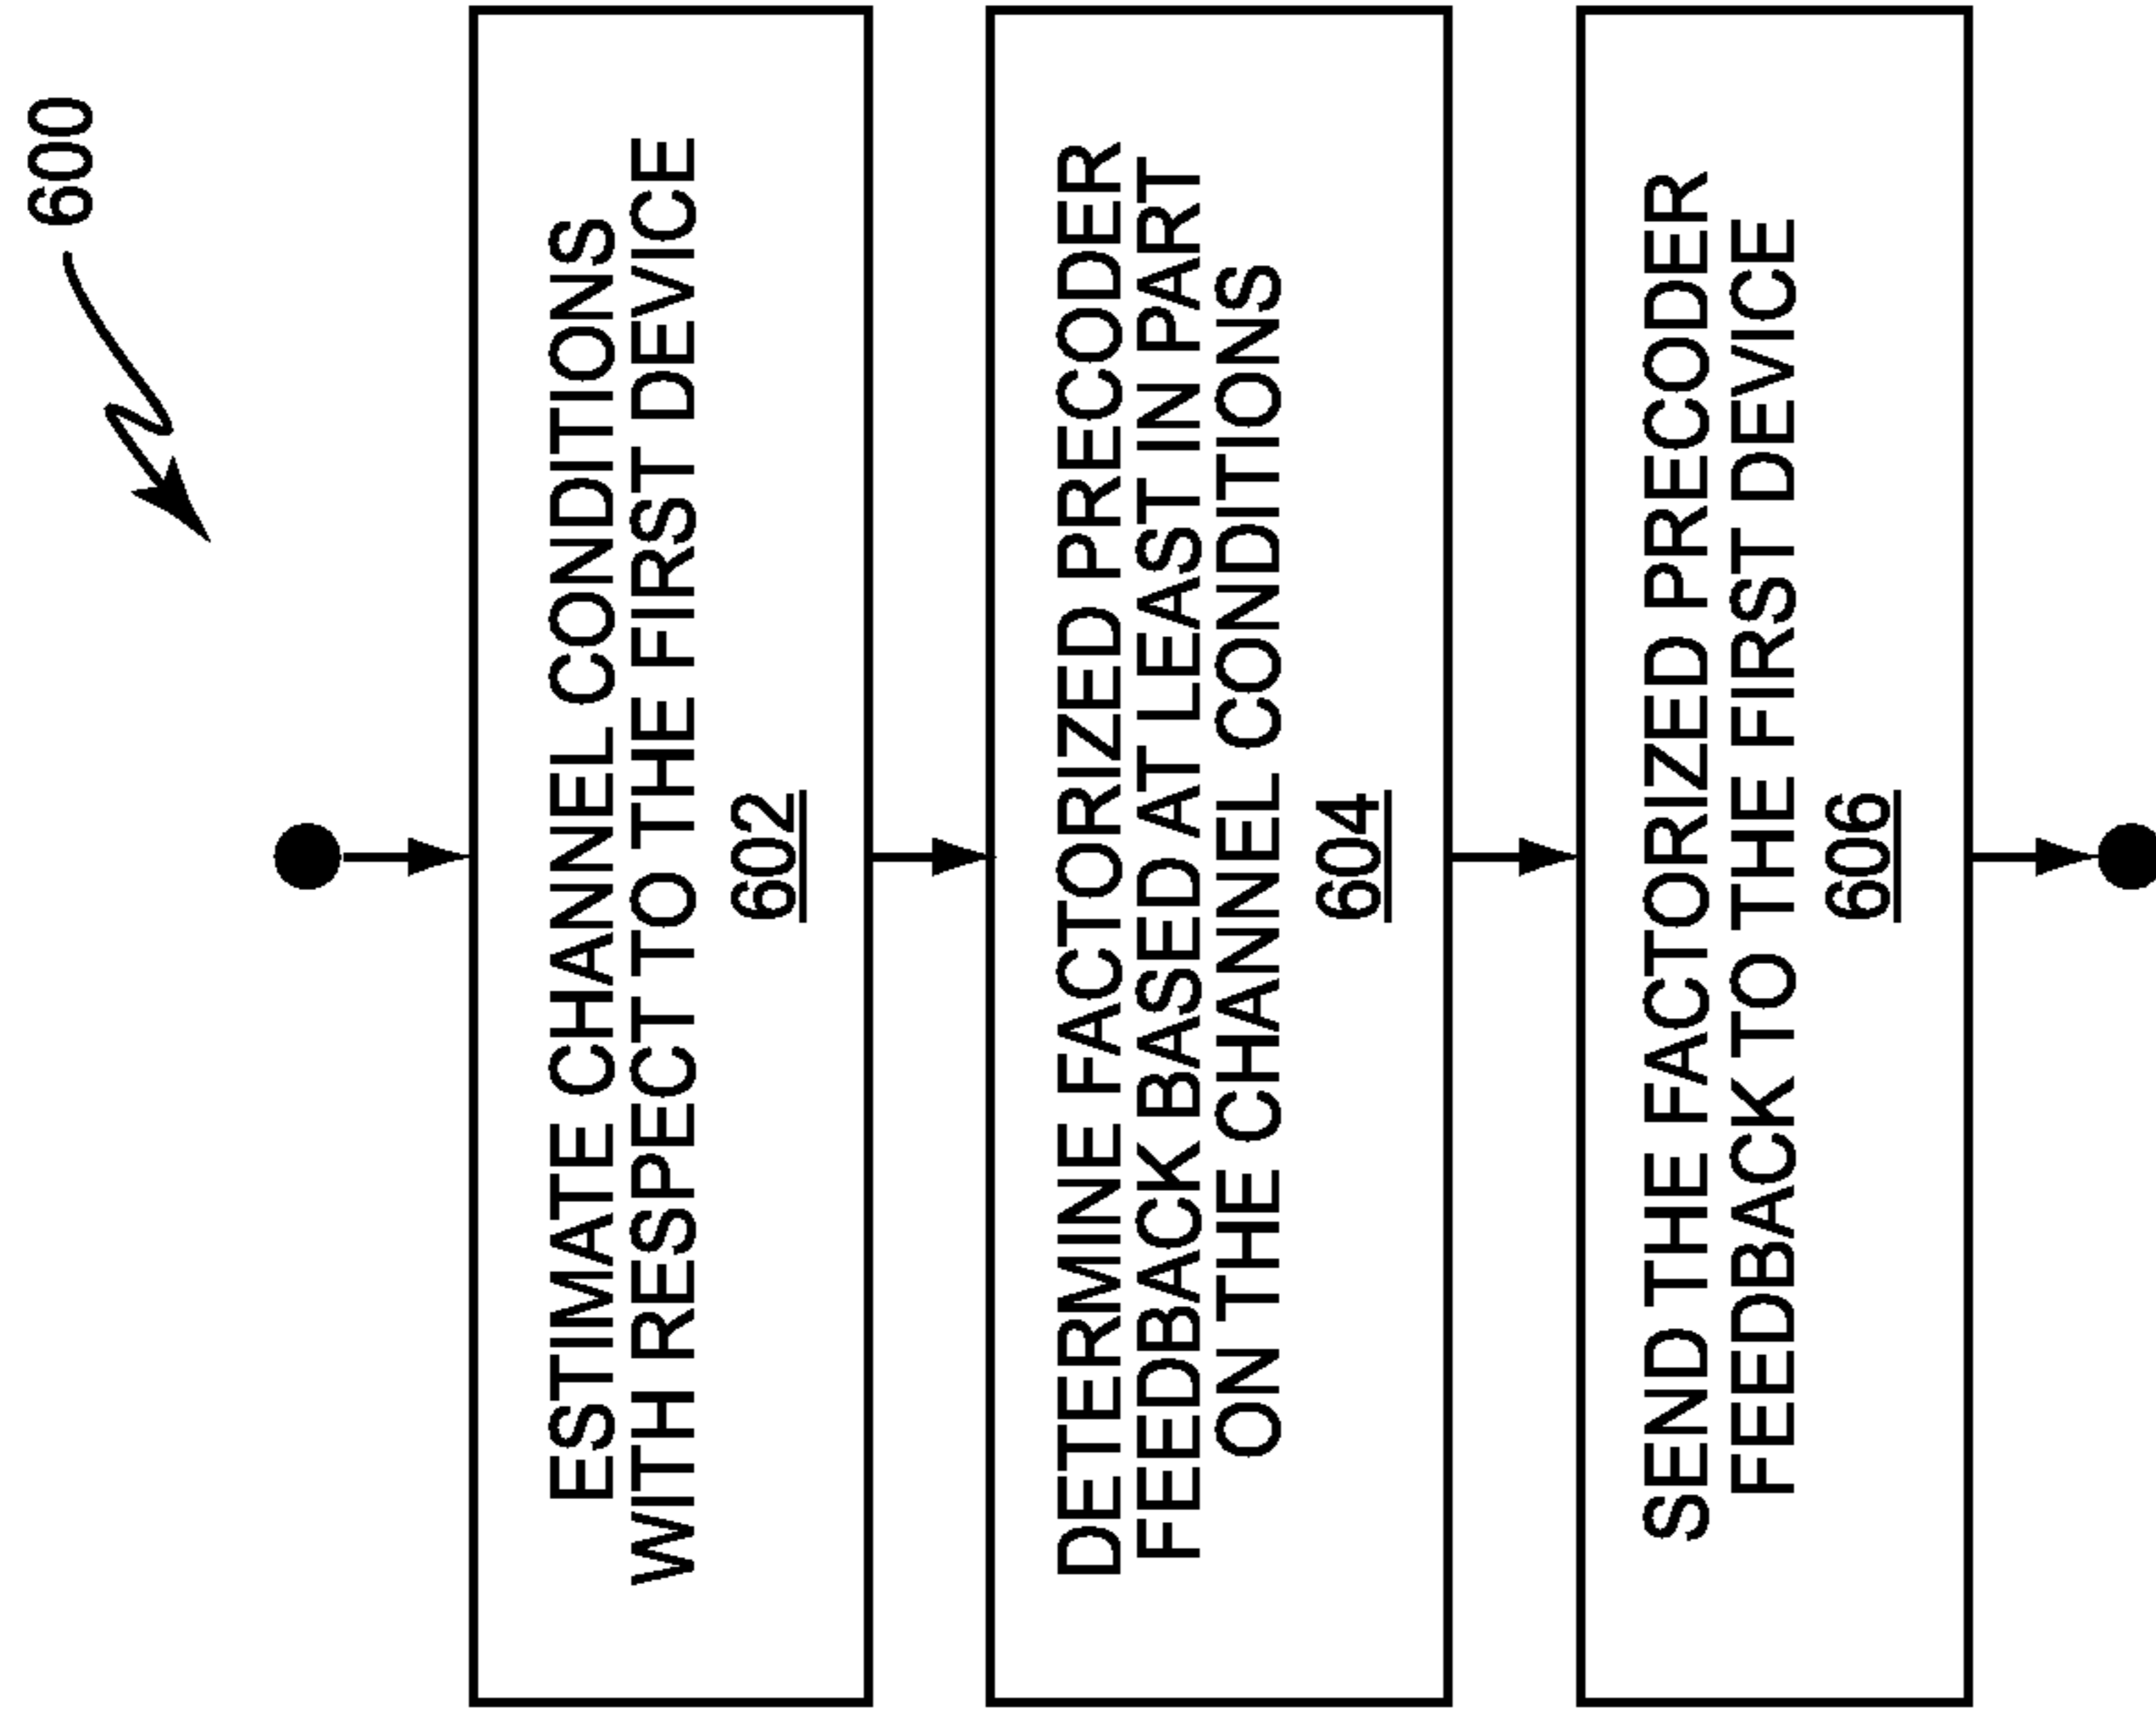 600
ESTIMATE CHANNEL CONDITIONS
WITH RESPECT TO THE FIRST DEVICE
602
DETERMINE FACTORIZED PRECODER
FEEDBACK BASED AT LEAST IN PART
ON THE CHANNEL CONDITIONS
604
SEND THE FACTORIZED PRECODER
FEEDBACK TO THE FIRST DEVICE
606